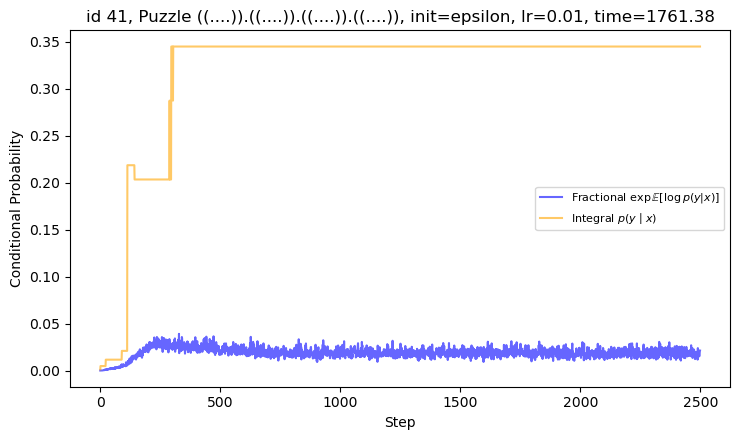 id 41, Puzzle ((....)).((....)).((....)).((....)), init=epsilon, lr=0.01, time=1761.38
0.35
0.30
0.25
0.20
0.15
0.10
0.05
0.00
Conditional Probability
Fractional exp𝔼[log p(y|x)]
Integral p(y | x)
0
500
1000
1500
2000
2500
Step